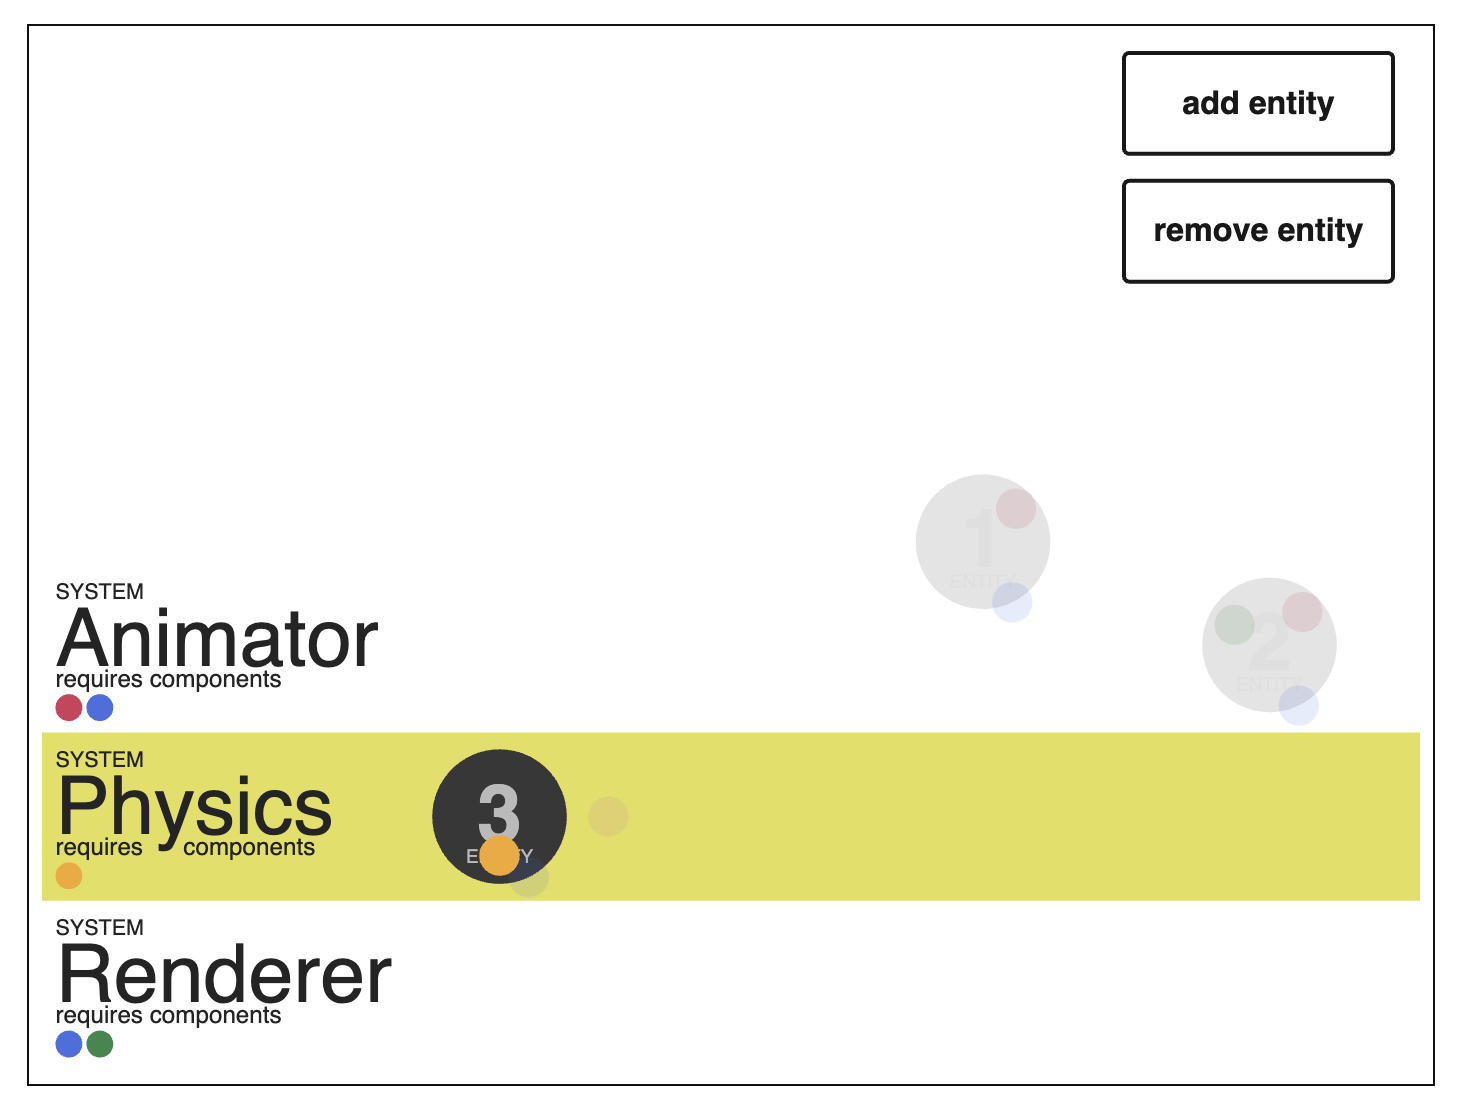 add entity
remove entity
1
ENTITY
2
ENTITY
SYSTEM
Animator
requires components
SYSTEM
Physics
requires components
3
SYSTEM
Renderer
requires components